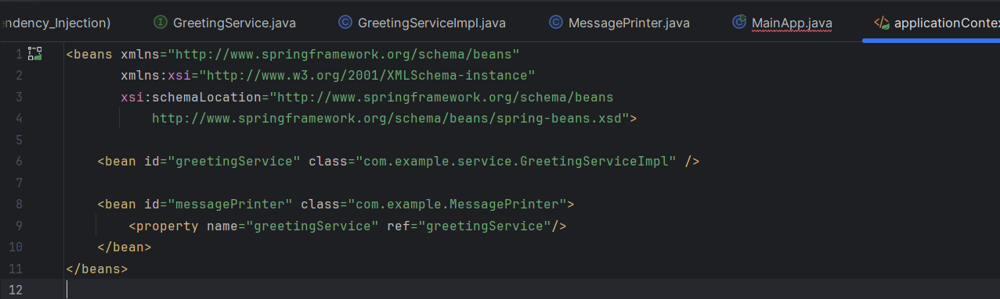 ndency_Injection) GreetingService.java GreetingServiceImpl.java MessagePrinter.java MainApp.java applicationConte
1 <beans xmlns="http://www.springframework.org/schema/beans"
2 xmlns:xsi="http://www.w3.org/2001/XMLSchema-instance"
3 xsi:schemaLocation="http://www.springframework.org/schema/beans
4 http://www.springframework.org/schema/beans/spring-beans.xsd">
5
6 <bean id="greetingService" class="com.example.service.GreetingServiceImpl" />
7
8 <bean id="messagePrinter" class="com.example.MessagePrinter">
9 <property name="greetingService" ref="greetingService"/>
10 </bean>
11 </beans>
12